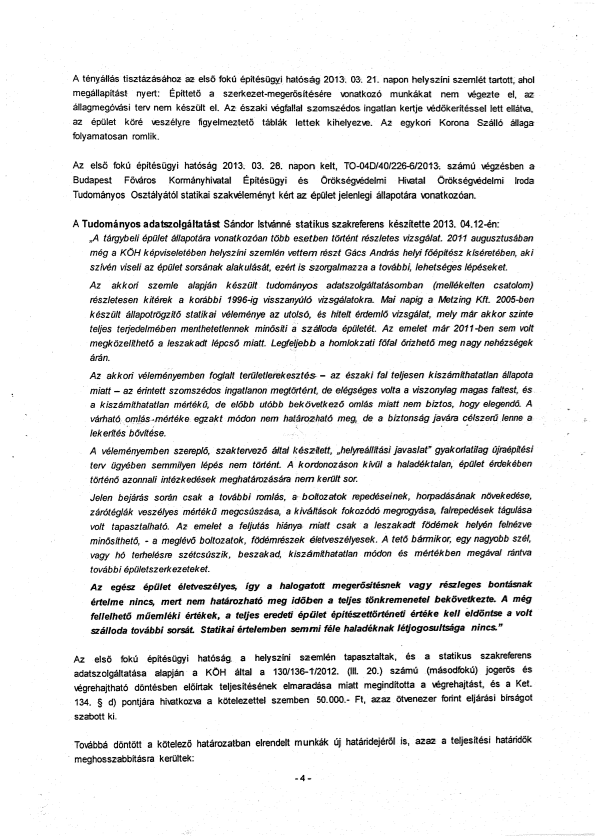 A tényállás tisztázásához az első fokú építésügyi hatóság 2013. 03. 21. napon helyszíni szemlét tartott, ahol
megállapítást nyert: Építtető a szerkezet-megerősítésére vonatkozó munkákat nem végezte el, az
állagmegóvási terv nem készült el. Az északi végfallal szomszédos ingatlan kertje védőkerítéssel lett ellátva,
az épület köré veszélyre figyelmeztető táblák lettek kihelyezve. Az egykori Korona Szálló állaga
folyamatosan romlik.
Az első fokú építésügyi hatóság 2013. 03. 26. napon kelt, TO-04D/40/226-6/2013. számú végzésben a
Budapest Főváros Kormányhivatal Építésügyi és Örökségvédelmi Hivatal Örökségvédelmi Iroda
Tudományos Osztályától statikai szakvéleményt kért az épület jelenlegi állapotára vonatkozóan.
A Tudományos adatszolgáltatást Sándor Istvánné statikus szakreferens készítette 2013. 04.12-én:
„A tárgybeli épület állapotára vonatkozóan több esetben történt részletes vizsgálat. 2011 augusztusában
még a KÖH képviseletében helyszíni szemlén vettem részt Gács András helyi főépítész kíséretében, aki
szívén viseli az épület sorsának alakulását, ezért is szorgalmazza a további, lehetséges lépéseket.
Az akkori szemle alapján készült tudományos adatszolgáltatásomban (mellékelten csatolom)
részletesen kitérek a korábbi 1996-ig visszanyúló vizsgálatokra. Mai napig a Metzing Kft. 2005-ben
készült állapotrögzítő statikai véleménye az utolsó, és hitelt érdemlő vizsgálat, mely már akkor szinte
teljes terjedelmében menthetetlennek minősíti a szálloda épületét. Az emelet már 2011-ben sem volt
megközelíthető a leszakadt lépcső miatt. Legfeljebb a homlokzati főfal őrizhető meg nagy nehézségek
árán.
Az akkori véleményemben foglalt területlerekesztés – az északi fal teljesen kiszámíthatatlan állapota
miatt – az érintett szomszédos ingatlanon megtörtént, de elégséges volta a viszonylag magas faltest, és
a kiszámíthatatlan mértékű, de előbb utóbb bekövetkező omlás miatt nem biztos, hogy elegendő. A
várható omlás mértéke egzakt módon nem határozható meg, de a biztonság javára célszerű lenne a
lekerítés bővítése.
A véleményemben szereplő, szaktervező által készített, „helyreállítási javaslat” gyakorlatilag újraépítési
terv ügyében semmilyen lépés nem történt. A kordonozáson kívül a haladéktalan, épület érdekében
történő azonnali intézkedések meghatározására nem került sor.
Jelen bejárás során csak a további romlás, a boltozatok repedéseinek, horpadásának növekedése,
zárótéglák veszélyes mértékű megcsúszása, a kiváltások fokozódó megrogyása, falrepedések tágulása
volt tapasztalható. Az emelet a feljutás hiánya miatt csak a leszakadt födémek helyén felnézve
minősíthető, - a meglévő boltozatok, födémrészek életveszélyesek. A tető bármikor, egy nagyobb szél,
vagy hó terhelésre szétcsúszik, beszakad, kiszámíthatatlan módon és mértékben megával rántva
további épületszerkezeteket.
Az egész épület életveszélyes, így a halogatott megerősítésnek vagy részleges bontásnak
értelme nincs, mert nem határozható meg időben a teljes tönkremenetel bekövetkezte. A még
fellelhető műemléki értékek, a teljes eredeti épület építészettörténeti értéke kell eldöntse a volt
szálloda további sorsát. Statikai értelemben semmi féle haladéknak létjogosultsága nincs.”
Az első fokú építésügyi hatóság a helyszíni szemlén tapasztaltak, és a statikus szakreferens
adatszolgáltatása alapján a KÖH által a 130/136-1/2012. (III. 20.) számú (másodfokú) jogerős és
végrehajtható döntésben előírtak teljesítésének elmaradása miatt megindította a végrehajtást, és a Ket.
134. § d) pontjára hivatkozva a kötelezettel szemben 50.000.- Ft, azaz ötvenezer forint eljárási bírságot
szabott ki.
Továbbá döntött a kötelező határozatban elrendelt munkák új határidejéről is, azaz a teljesítési határidők
meghosszabbításra kerültek:
- 4 -